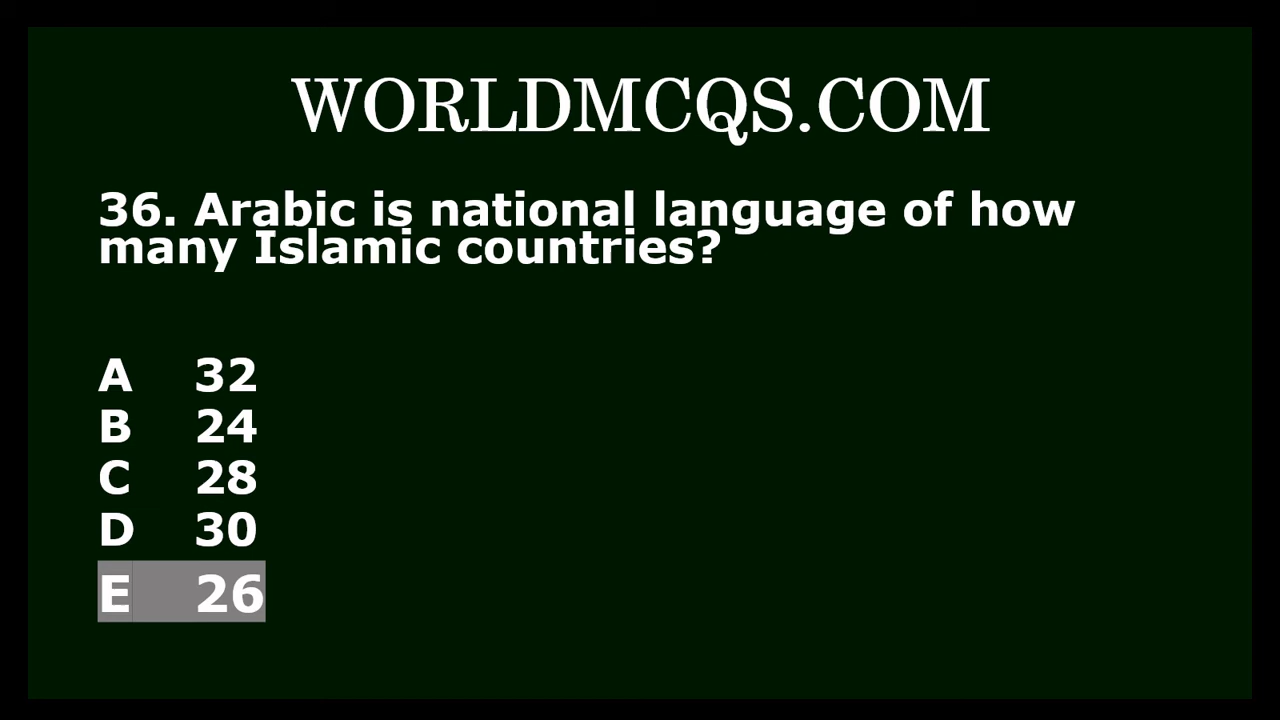 WORLDMCQS.COM
36. Arabic is national language of how
many Islamic countries?
A 32
B 24
C 28
D 30
E 26